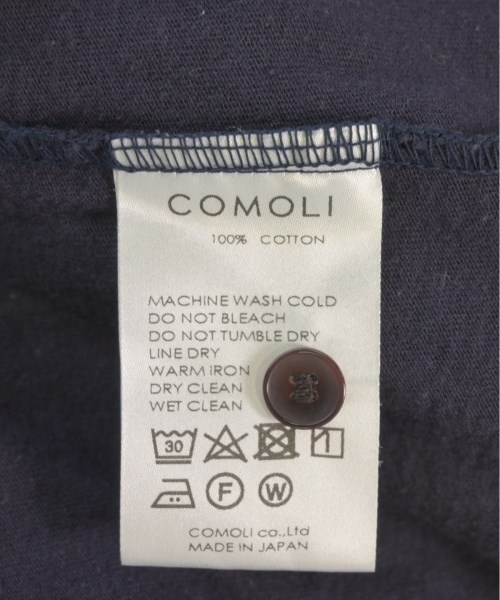 COMOLI
100% COTTON
MACHINE WASH COLD
DO NOT BLEACH
DO NOT TUMBLE DRY
LINE DRY
WARM IRON
DRY CLEAN
WET CLEAN
30
F W
COMOLI co.,Ltd
MADE IN JAPAN